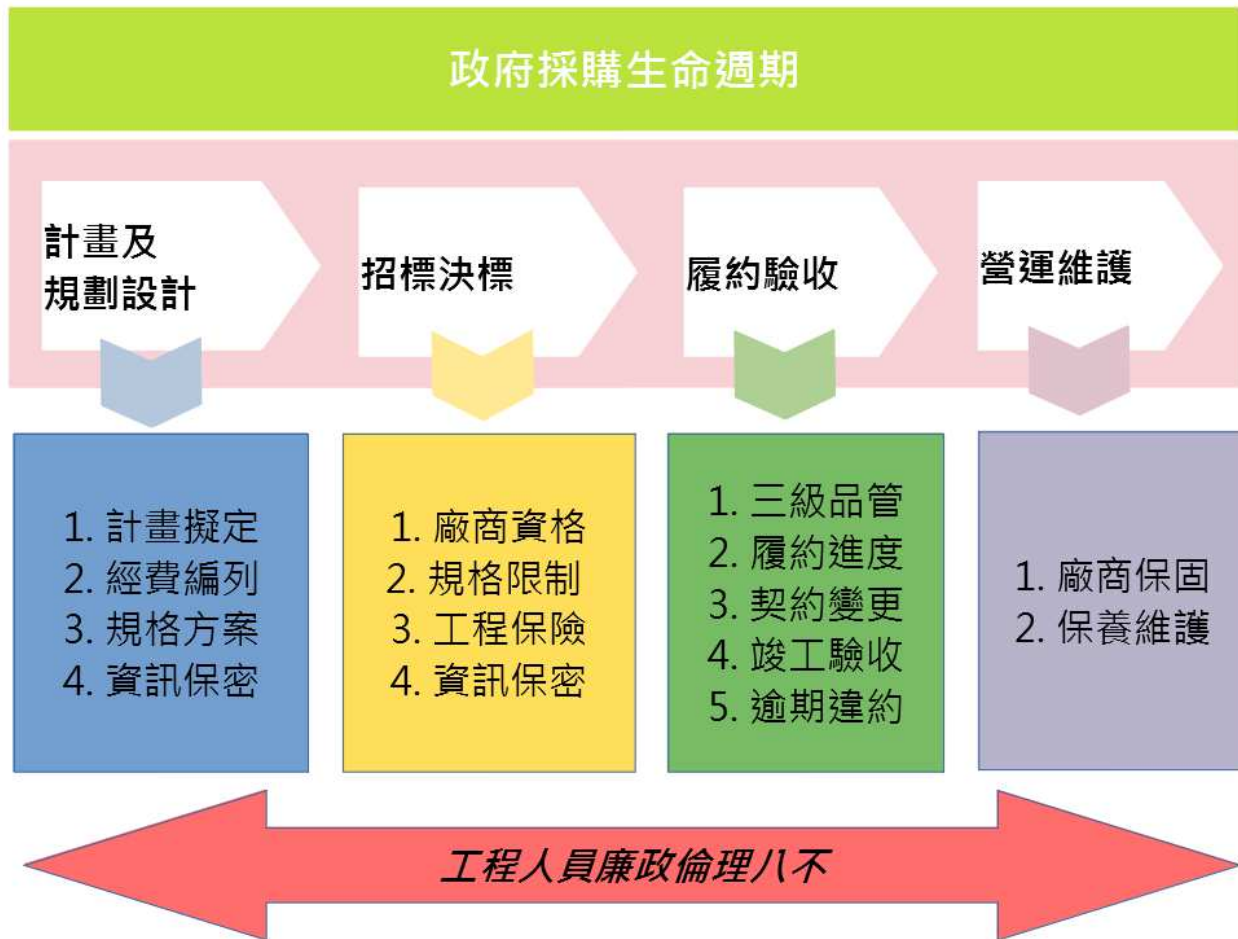 政府採購生命週期
計畫及
規劃設計
招標決標
履約驗收
營運維護
1. 計畫擬定
2. 經費編列
3. 規格方案
4. 資訊保密
1. 廠商資格
2. 規格限制
3. 工程保險
4. 資訊保密
1. 三級品管
2. 履約進度
3. 契約變更
4. 竣工驗收
5. 逾期違約
1. 廠商保固
2. 保養維護
工程人員廉政倫理八不